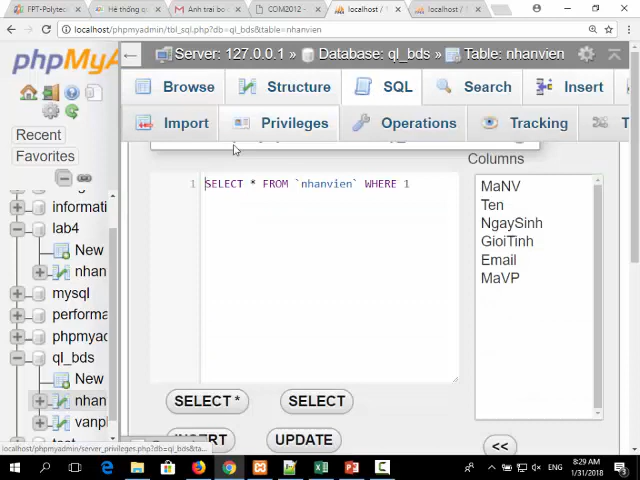 FPT-Polytec
Hệ thống q
Anh trai bo
COM2012 -
localhost /
localhost /
localhost/phpmyadmin/tbl_sql.php?db=ql_bds&table=nhanvien
phpMyA
Server: 127.0.0.1 » Database: ql_bds » Table: nhanvien
Browse Structure SQL Search Insert
Import Privileges Operations Tracking T
Recent
Favorites
informati
lab4
New
nhan
mysql
performa
phpmyad
ql_bds
New
nhan
vanpl
Columns
1 SELECT * FROM `nhanvien` WHERE 1
MaNV
Ten
NgaySinh
GioiTinh
Email
MaVP
SELECT * SELECT
INSERT UPDATE <<
localhost/phpmyadmin/server_privileges.php?db=ql_bds&ta...
ENG
8:29 AM
1/31/2018